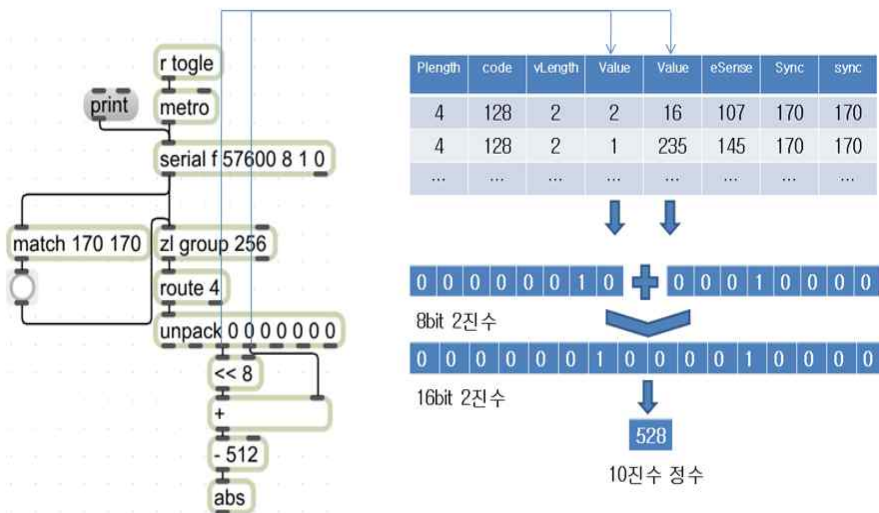 r togle
print
metro
serial f 57600 8 1 0
match 170 170
zl group 256
route 4
unpack 0 0 0 0 0 0 0
<< 8
+
- 512
abs
Plength code vLength Value Value eSense Sync sync
4 128 2 2 16 107 170 170
4 128 2 1 235 145 170 170
... ... ... ... ... ... ... ...
0 0 0 0 0 0 1 0 0 0 0 1 0 0 0 0
8bit 2진수
0 0 0 0 0 0 1 0 0 0 0 1 0 0 0 0
16bit 2진수
528
10진수 정수